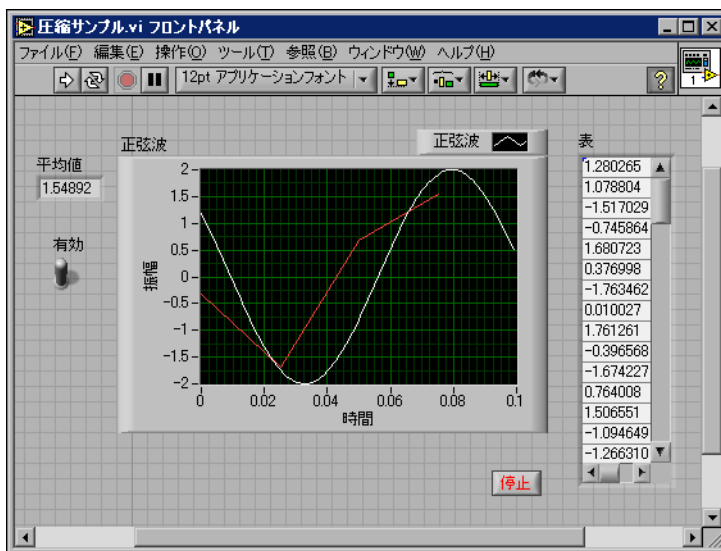 圧縮サンプル.vi フロントパネル
ファイル(F) 編集(E) 操作(O) ツール(T) 参照(B) ウィンドウ(W) ヘルプ(H)
12pt アプリケーションフォント
?
1
正弦波
正弦波
表
平均値
1.54892
有効
振幅
2
1.5
1
0.5
0
-0.5
-1
-1.5
-2
0 0.02 0.04 0.06 0.08 0.1
時間
1.280265
1.078804
-1.517029
-0.745864
1.680723
0.376998
-1.763462
0.010027
1.761261
-0.396568
-1.674227
0.764008
1.506551
-1.094649
-1.266310
停止